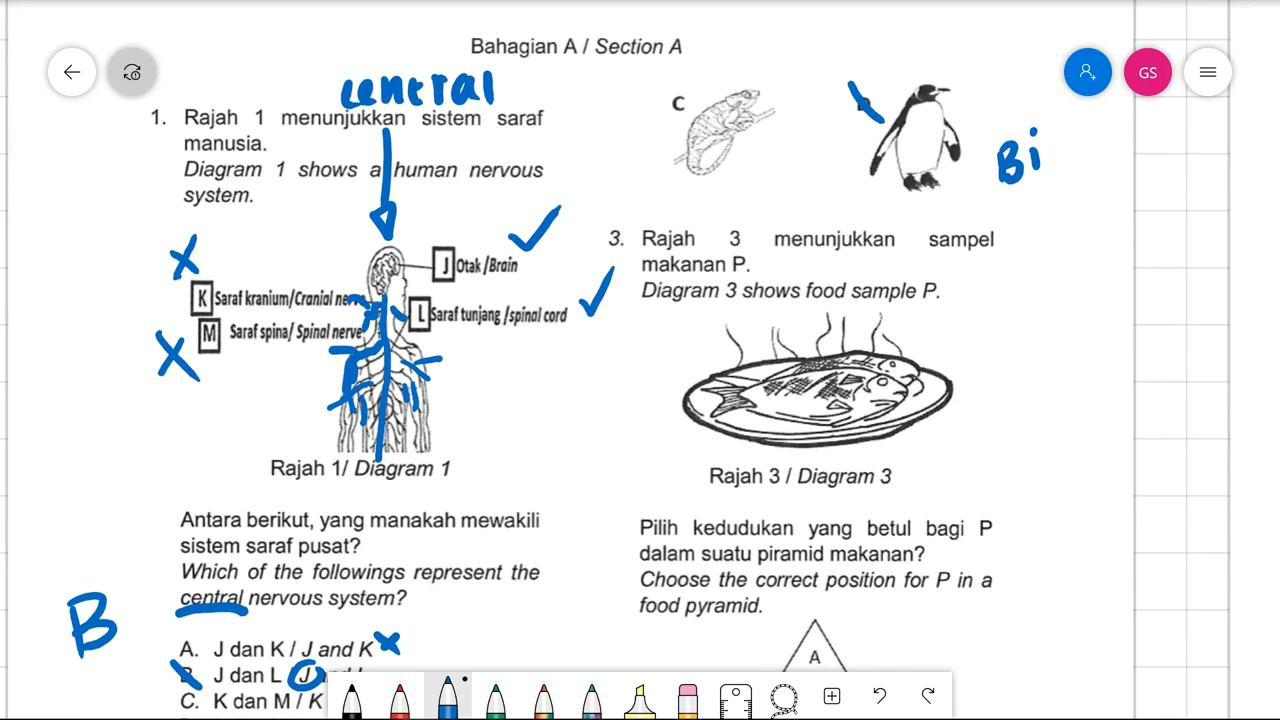 Bahagian A / Section A
central
1. Rajah 1 menunjukkan sistem saraf
manusia.
Diagram 1 shows a human nervous
system.
J Otak /Brain
K Saraf kranium/Cranial nerve
L Saraf tunjang /spinal cord
M Saraf spina/ Spinal nerve
Rajah 1/ Diagram 1
Antara berikut, yang manakah mewakili
sistem saraf pusat?
Which of the followings represent the
central nervous system?
B
A. J dan K / J and K
B. J dan L / J
C. K dan M / K
C
Bi
GS
3. Rajah 3 menunjukkan sampel
makanan P.
Diagram 3 shows food sample P.
Rajah 3 / Diagram 3
Pilih kedudukan yang betul bagi P
dalam suatu piramid makanan?
Choose the correct position for P in a
food pyramid.
A